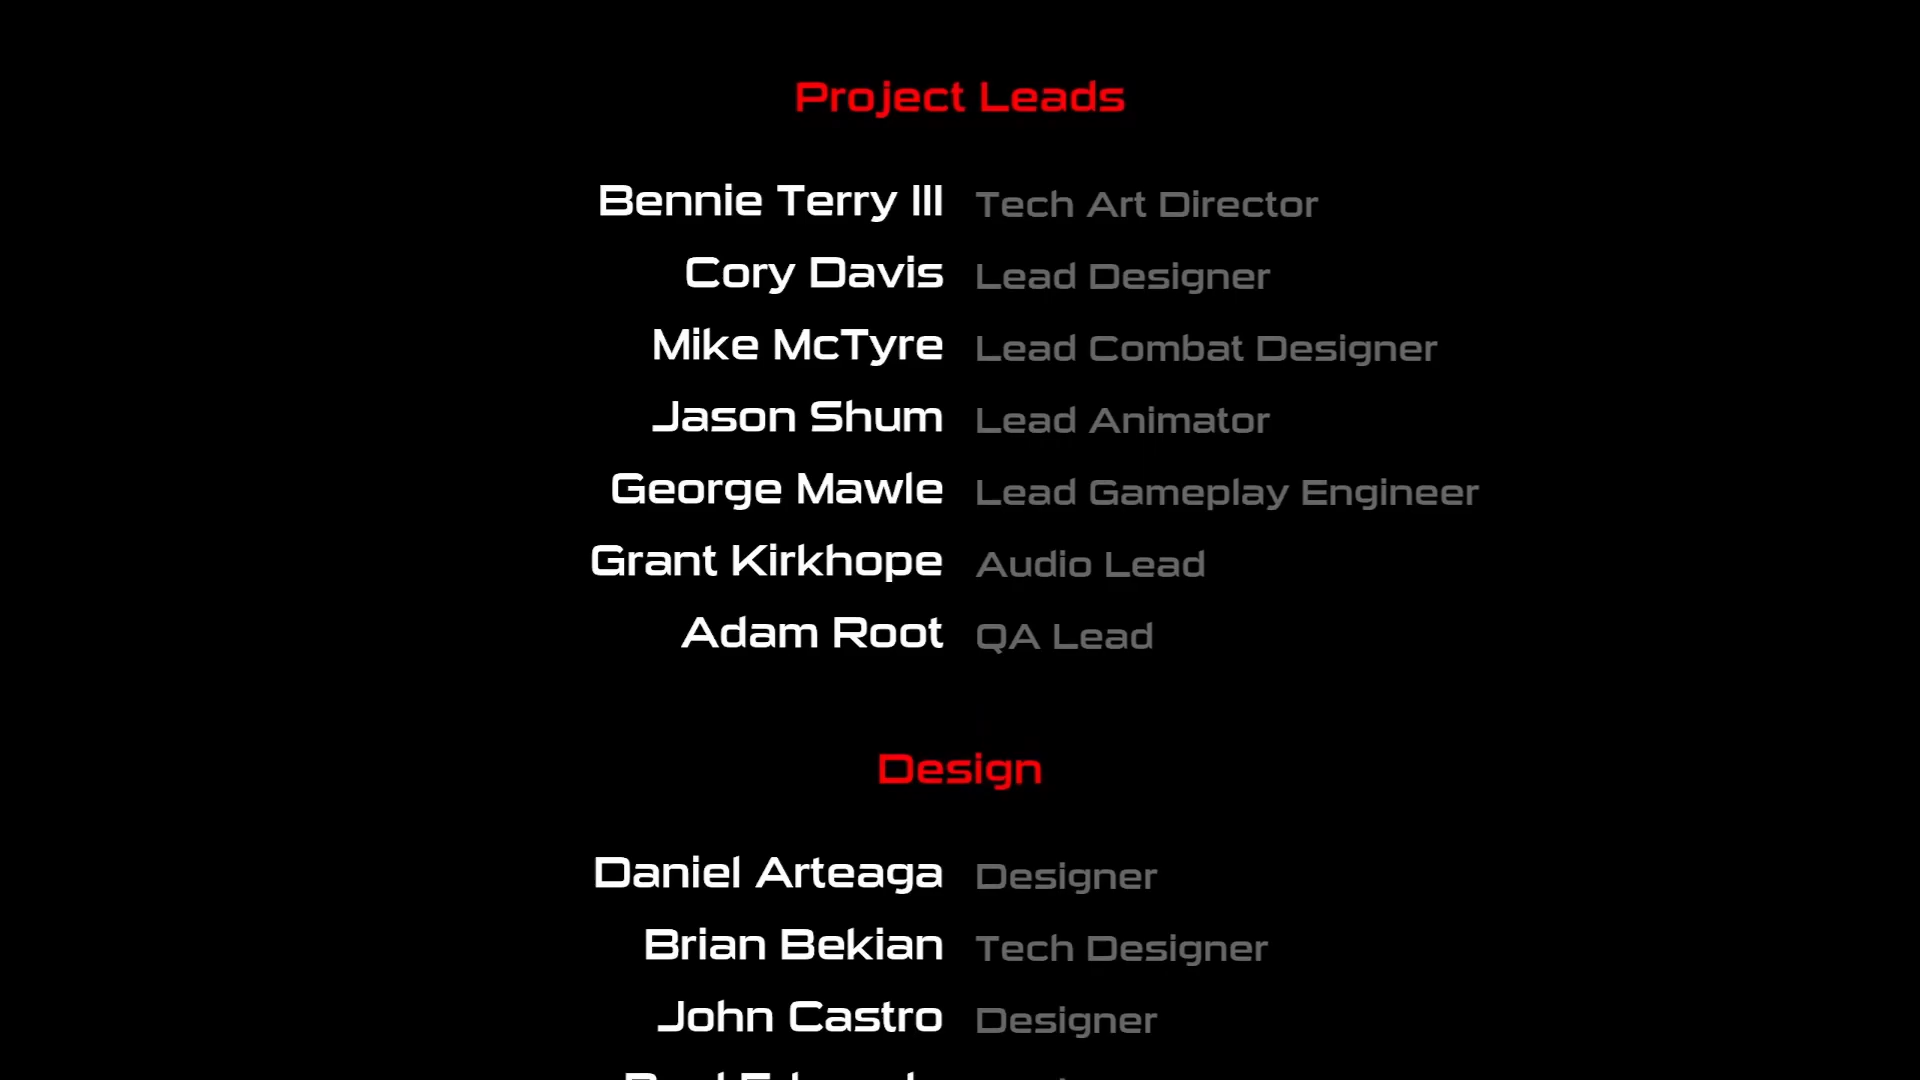 Project Leads
Bennie Terry III Tech Art Director
Cory Davis Lead Designer
Mike McTyre Lead Combat Designer
Jason Shum Lead Animator
George Mawle Lead Gameplay Engineer
Grant Kirkhope Audio Lead
Adam Root QA Lead
Design
Daniel Arteaga Designer
Brian Bekian Tech Designer
John Castro Designer